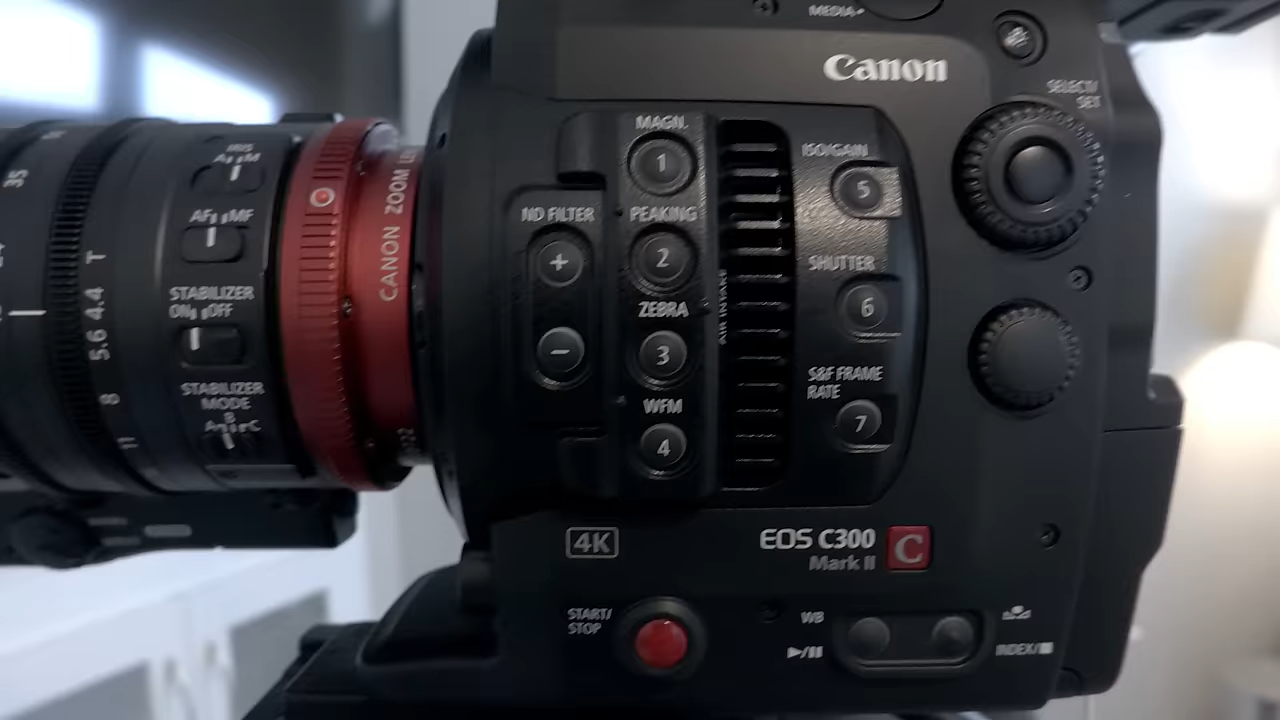 MEDIA
Canon
SELECT/
SET
MAGN.
1
ISO/GAIN
5
IRIS
A M
35
AF MF
ND FILTER
PEAKING
+
2
SHUTTER
6
CANON ZOOM
T
4.4
5.6
8
11
STABILIZER
ON OFF
ZEBRA
3
AIR INTAKE
−
S&F FRAME
RATE
7
STABILIZER
MODE
B
A C
WFM
4
4K
EOS C300
Mark II
C
START/
STOP
WB
INDEX/